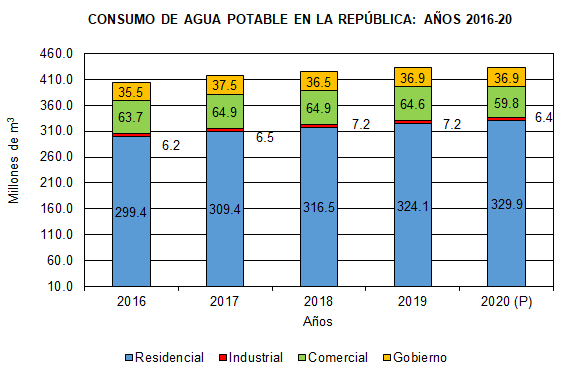 CONSUMO DE AGUA POTABLE EN LA REPÚBLICA: AÑOS 2016-20
Millones de m³
460.0
410.0
360.0
310.0
260.0
210.0
160.0
110.0
60.0
10.0
35.5 37.5 36.5 36.9 36.9
63.7 64.9 64.9 64.6 59.8
6.2 6.5 7.2 7.2 6.4
299.4 309.4 316.5 324.1 329.9
2016 2017 2018 2019 2020 (P)
Años
Residencial Industrial Comercial Gobierno